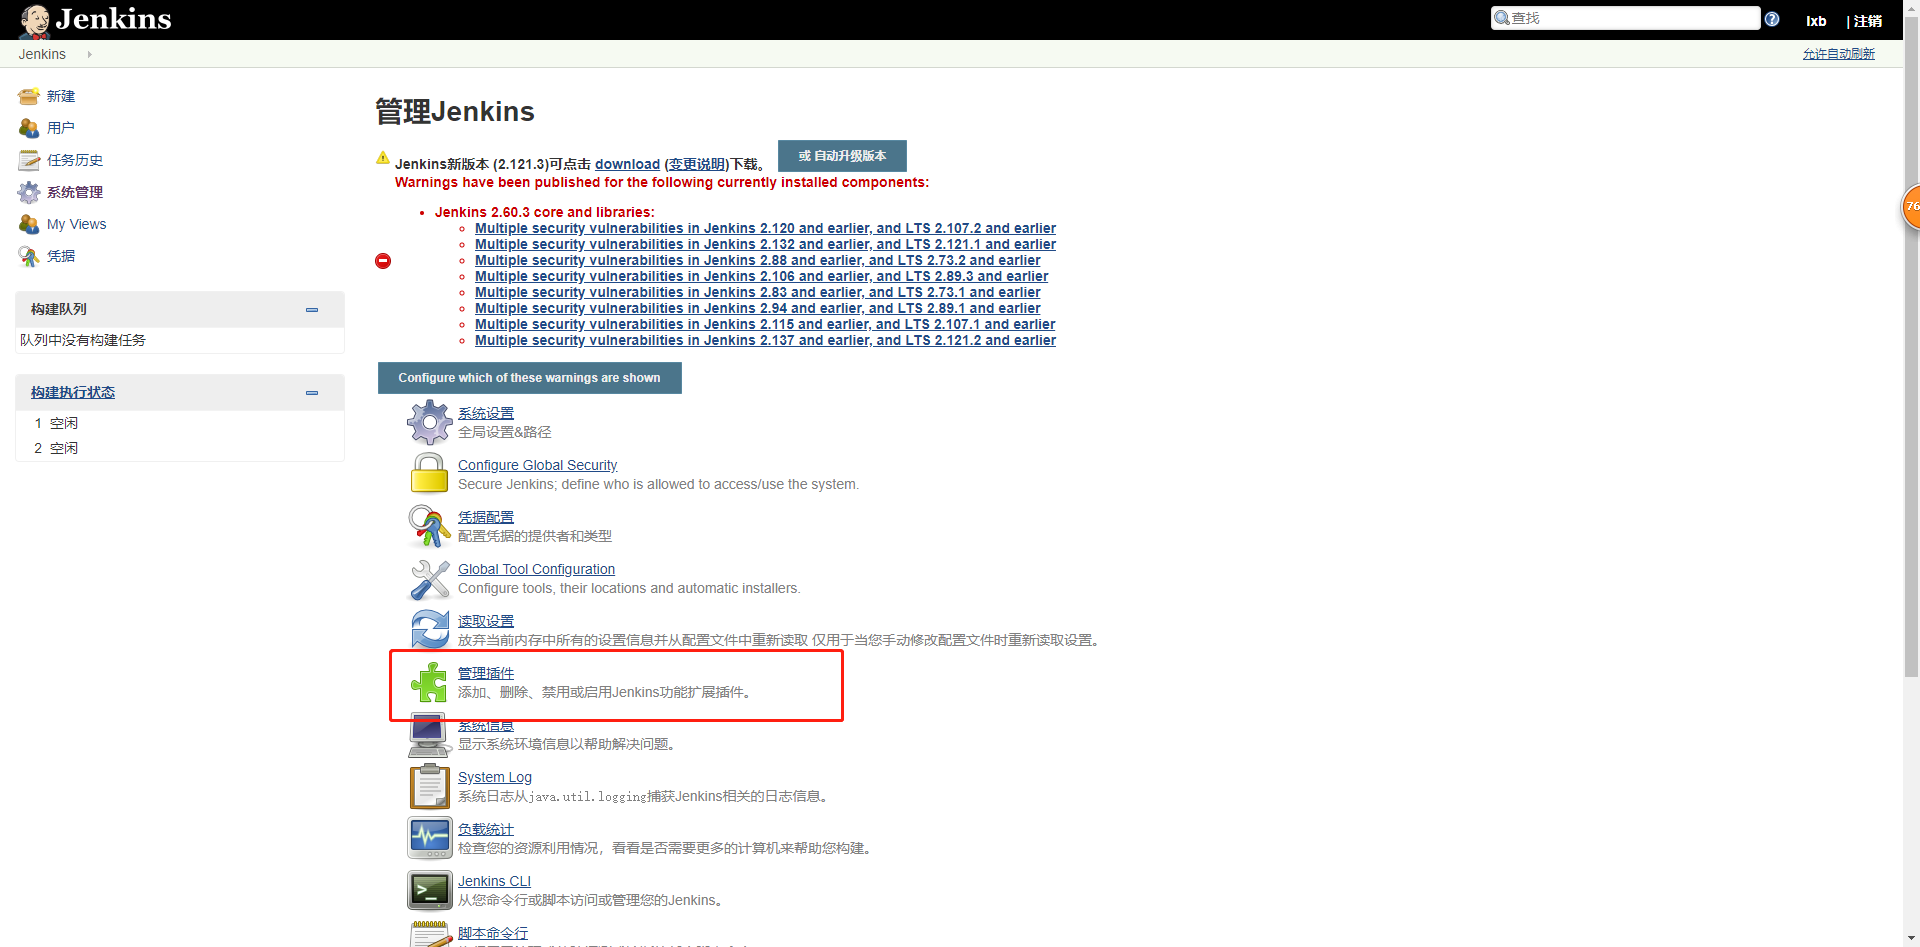 Jenkins
查找
lxb
| 注销
Jenkins
允许自动刷新
新建
用户
任务历史
系统管理
My Views
凭据
构建队列
队列中没有构建任务
构建执行状态
1 空闲
2 空闲
管理Jenkins
Jenkins新版本 (2.121.3)可点击 download (变更说明)下载。
或 自动升级版本
Warnings have been published for the following currently installed components:
Jenkins 2.60.3 core and libraries:
Multiple security vulnerabilities in Jenkins 2.120 and earlier, and LTS 2.107.2 and earlier
Multiple security vulnerabilities in Jenkins 2.132 and earlier, and LTS 2.121.1 and earlier
Multiple security vulnerabilities in Jenkins 2.88 and earlier, and LTS 2.73.2 and earlier
Multiple security vulnerabilities in Jenkins 2.106 and earlier, and LTS 2.89.3 and earlier
Multiple security vulnerabilities in Jenkins 2.83 and earlier, and LTS 2.73.1 and earlier
Multiple security vulnerabilities in Jenkins 2.94 and earlier, and LTS 2.89.1 and earlier
Multiple security vulnerabilities in Jenkins 2.115 and earlier, and LTS 2.107.1 and earlier
Multiple security vulnerabilities in Jenkins 2.137 and earlier, and LTS 2.121.2 and earlier
Configure which of these warnings are shown
系统设置
全局设置&路径
Configure Global Security
Secure Jenkins; define who is allowed to access/use the system.
凭据配置
配置凭据的提供者和类型
Global Tool Configuration
Configure tools, their locations and automatic installers.
读取设置
放弃当前内存中所有的设置信息并从配置文件中重新读取 仅用于当您手动修改配置文件时重新读取设置。
管理插件
添加、删除、禁用或启用Jenkins功能扩展插件。
系统信息
显示系统环境信息以帮助解决问题。
System Log
系统日志从java.util.logging捕获Jenkins相关的日志信息。
负载统计
检查您的资源利用情况，看看是否需要更多的计算机来帮助您构建。
Jenkins CLI
从您命令行或脚本访问或管理您的Jenkins。
脚本命令行
76